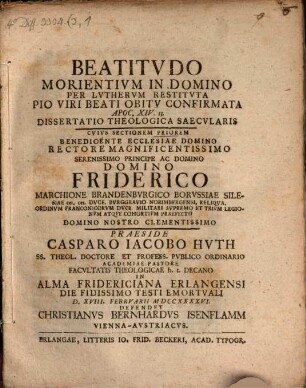 4° Diss. 3304. (3, 1
BEATITVDO
MORIENTIVM IN DOMINO
PER LVTHERVM RESTITVTA
PIO VIRI BEATI OBITV CONFIRMATA
APOC. XIV. 13.
DISSERTATIO THEOLOGICA SAECVLARIS
CVIVS SECTIONEM PRIOREM
BENEDICENTE ECCLESIAE DOMINO
RECTORE MAGNIFICENTISSIMO
SERENISSIMO PRINCIPE AC DOMINO
DOMINO
FRIDERICO
MARCHIONE BRANDENBVRGICO BORVSSIAE SILE-
SIAE DVCE. BVRGGRAVIO NORIMBERGENSI, RELIQVA,
ORDINVM FRANCONICORVM DVCE MILITARI SVPREMO ET TRIVM LEGIO-
NVM ATQVE COHORTIVM PRAEFECTO
DOMINO NOSTRO CLEMENTISSIMO
PRAESIDE
CASPARO IACOBO HVTH
SS. THEOL. DOCTORE ET PROFESS. PVBLICO ORDINARIO
ACADEMIAE PASTORE
FACVLTATIS THEOLOGICAE h. t. DECANO
IN
ALMA FRIDERICIANA ERLANGENSI
DIE FIDISSIMO TESTI EMORTVALI
D. XVIII. FEBRVARII MDCCXXXXVI.
DEFENDET
CHRISTIANVS BERNHARDVS ISENFLAMM
VIENNA-AVSTRIACVS.
ERLANGAE, LITTERIS IO. FRID. BECKERI, ACAD. TYPOGR.